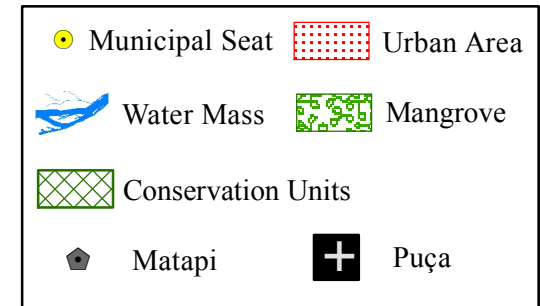 Municipal Seat Urban Area
Water Mass Mangrove
Conservation Units
Matapi Puça